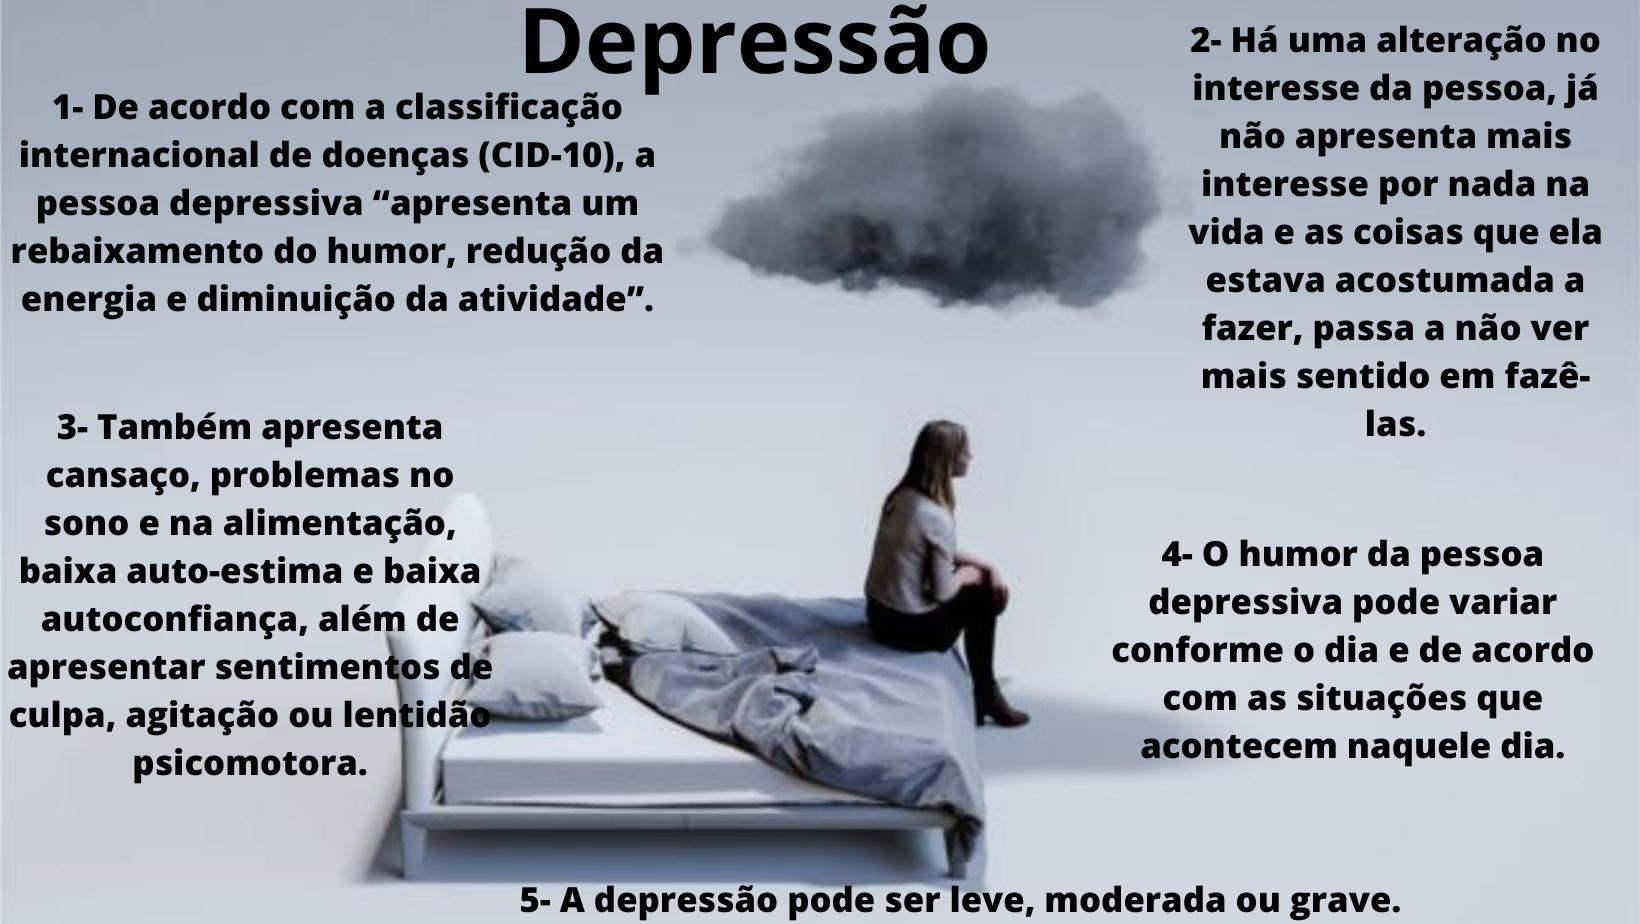 Depressão
1- De acordo com a classificação
internacional de doenças (CID-10), a
pessoa depressiva “apresenta um
rebaixamento do humor, redução da
energia e diminuição da atividade”.
2- Há uma alteração no
interesse da pessoa, já
não apresenta mais
interesse por nada na
vida e as coisas que ela
estava acostumada a
fazer, passa a não ver
mais sentido em fazê-
las.
3- Também apresenta
cansaço, problemas no
sono e na alimentação,
baixa auto-estima e baixa
autoconfiança, além de
apresentar sentimentos de
culpa, agitação ou lentidão
psicomotora.
4- O humor da pessoa
depressiva pode variar
conforme o dia e de acordo
com as situações que
acontecem naquele dia.
5- A depressão pode ser leve, moderada ou grave.